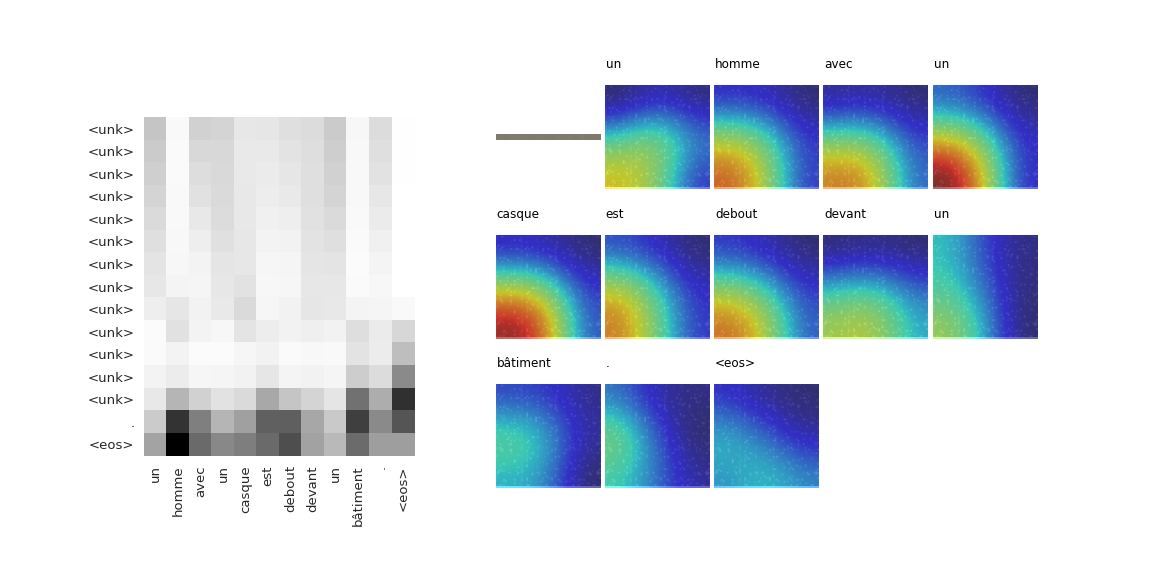 <unk>
<unk>
<unk>
<unk>
<unk>
<unk>
<unk>
<unk>
<unk>
<unk>
<unk>
<unk>
<unk>
.
<eos>
un homme avec un casque est debout devant un bâtiment . <eos>
un homme avec un
casque est debout devant un
bâtiment . <eos>